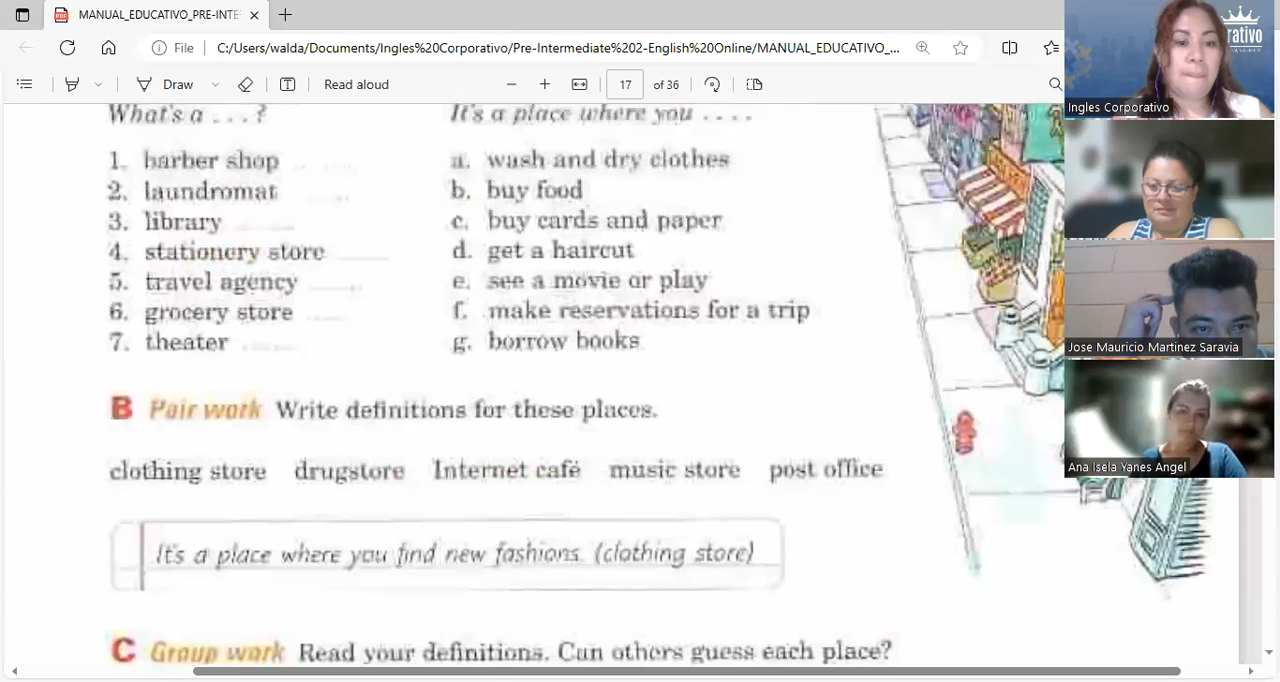 MANUAL_EDUCATIVO_PRE-INTE
File
C:/Users/walda/Documents/Ingles%20Corporativo/Pre-Intermediate%202-English%20Online/MANUAL_EDUCATIVO_...
Draw
Read aloud
17
of 36
rativo
Ingles Corporativo
Jose Mauricio Martinez Saravia
Ana Isela Yanes Angel
What's a . . . ?
It's a place where you . . . .
1. barber shop
a. wash and dry clothes
2. laundromat
b. buy food
3. library
c. buy cards and paper
4. stationery store
d. get a haircut
5. travel agency
e. see a movie or play
6. grocery store
f. make reservations for a trip
7. theater
g. borrow books
B Pair work Write definitions for these places.
clothing store drugstore Internet café music store post office
It's a place where you find new fashions. (clothing store)
C Group work Read your definitions. Can others guess each place?